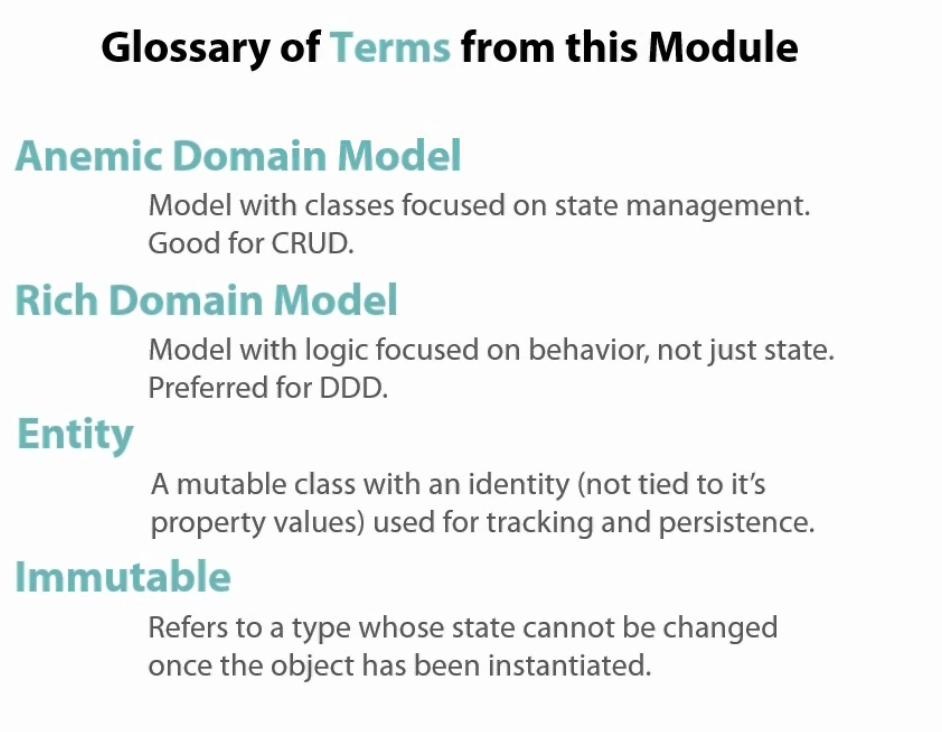 Glossary of Terms from this Module
Anemic Domain Model
Model with classes focused on state management.
Good for CRUD.
Rich Domain Model
Model with logic focused on behavior, not just state.
Preferred for DDD.
Entity
A mutable class with an identity (not tied to it’s
property values) used for tracking and persistence.
Immutable
Refers to a type whose state cannot be changed
once the object has been instantiated.